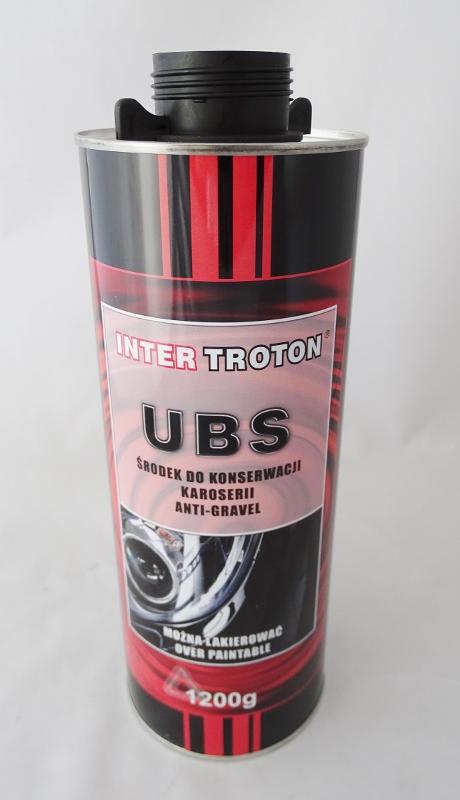 INTER TROTON®
UBS
ŚRODEK DO KONSERWACJI
KAROSERII
ANTI-GRAVEL
MOŻNA LAKIEROWAĆ
OVER PAINTABLE
1200g